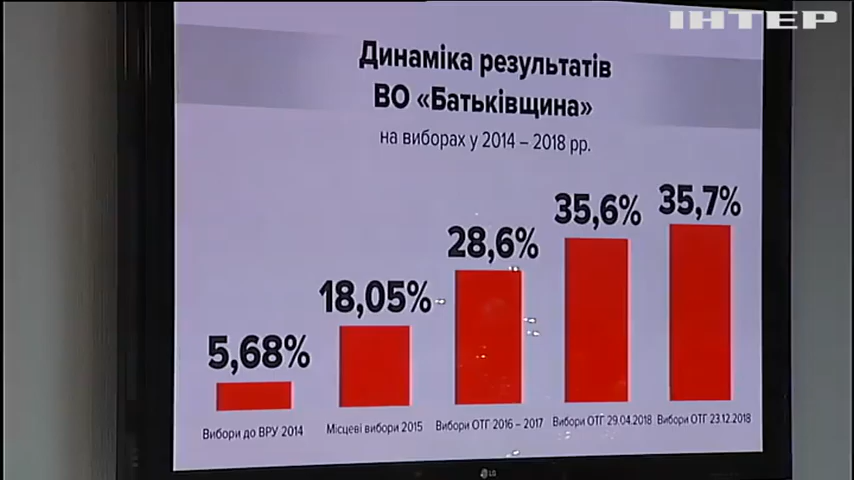 ІНТЕР
Динаміка результатів
ВО «Батьківщина»
на виборах у 2014 – 2018 рр.
5,68%
18,05%
28,6%
35,6%
35,7%
Вибори до ВРУ 2014
Місцеві вибори 2015
Вибори ОТГ 2016 – 2017
Вибори ОТГ 29.04.2018
Вибори ОТГ 23.12.2018
LG